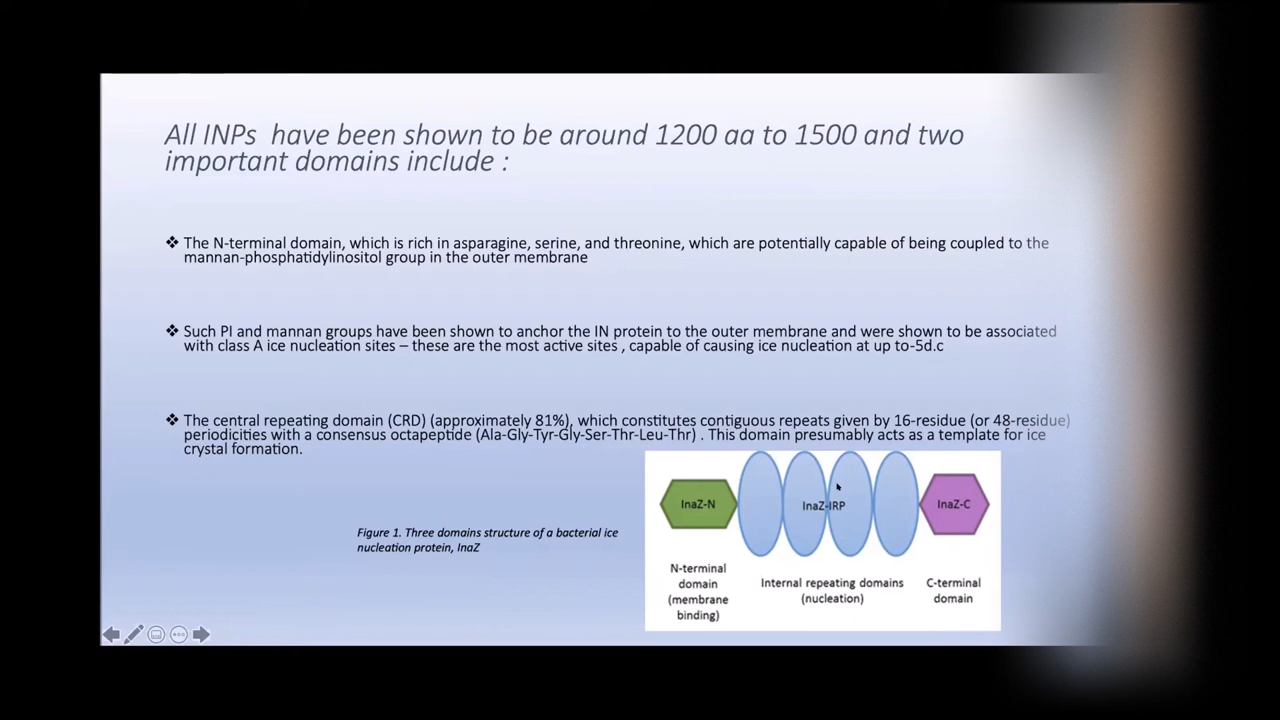 All INPs have been shown to be around 1200 aa to 1500 and two
important domains include :
❖ The N-terminal domain, which is rich in asparagine, serine, and threonine, which are potentially capable of being coupled to the
mannan-phosphatidylinositol group in the outer membrane
❖ Such PI and mannan groups have been shown to anchor the IN protein to the outer membrane and were shown to be associated
with class A ice nucleation sites – these are the most active sites , capable of causing ice nucleation at up to-5d.c
❖ The central repeating domain (CRD) (approximately 81%), which constitutes contiguous repeats given by 16-residue (or 48-residue)
periodicities with a consensus octapeptide (Ala-Gly-Tyr-Gly-Ser-Thr-Leu-Thr) . This domain presumably acts as a template for ice
crystal formation.
Figure 1. Three domains structure of a bacterial ice
nucleation protein, InaZ
InaZ-N
InaZ-IRP
InaZ-C
N-terminal
domain
(membrane
binding)
Internal repeating domains
(nucleation)
C-terminal
domain